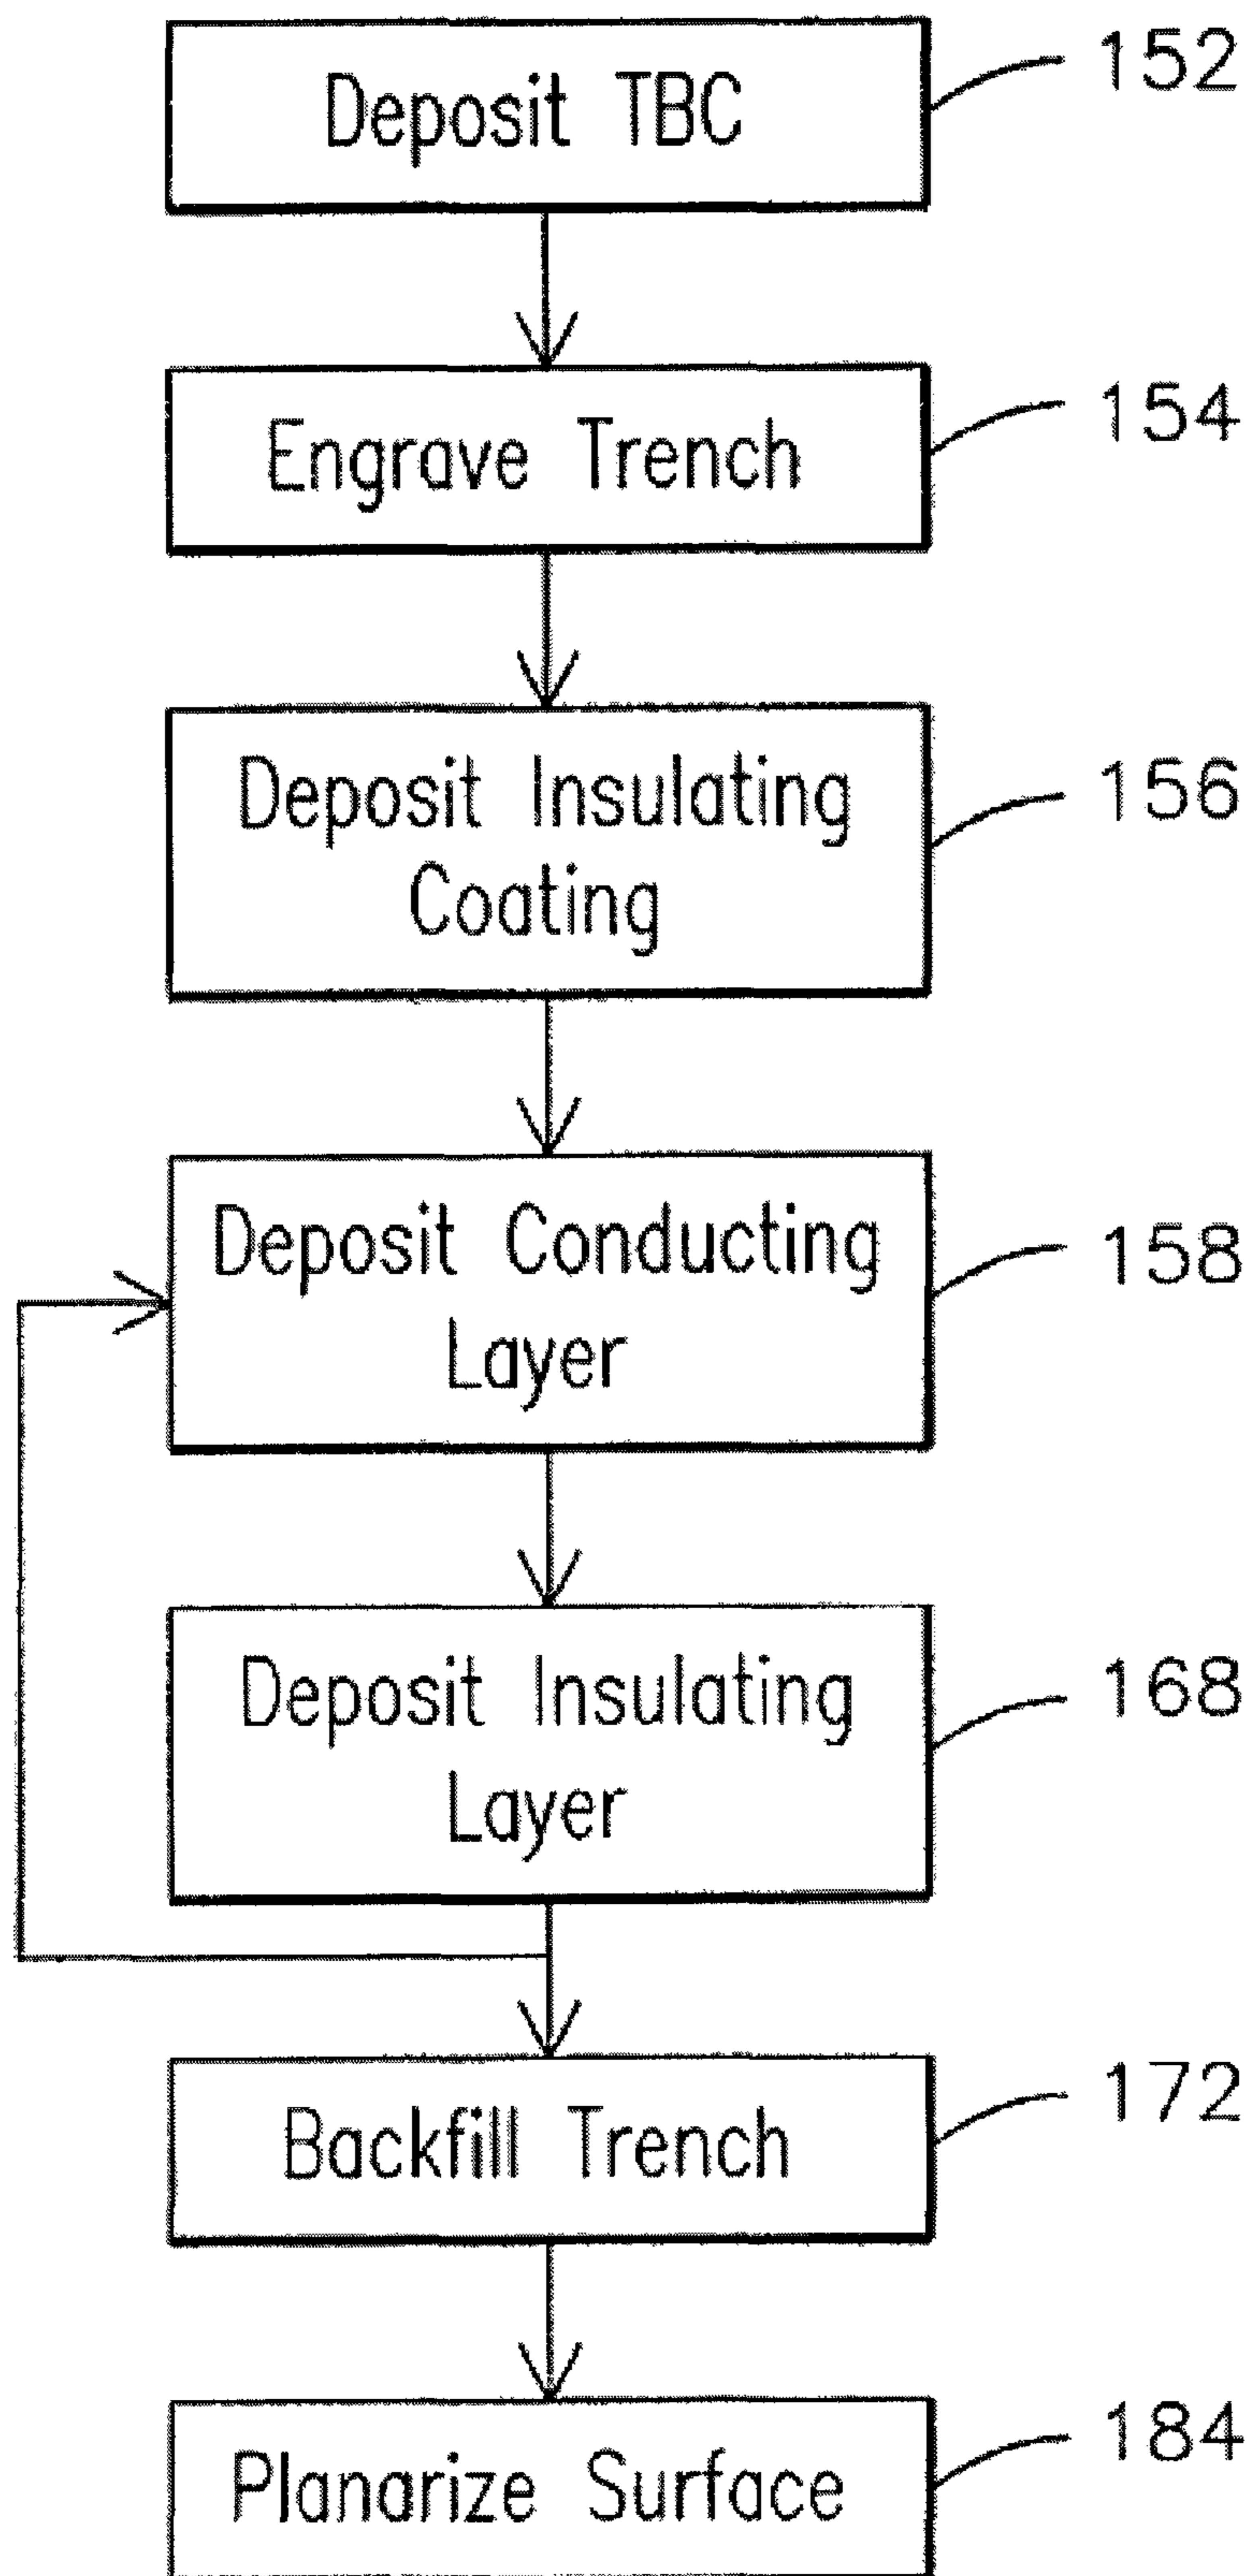 Deposit TBC
152
Engrave Trench
154
Deposit Insulating
Coating
156
Deposit Conducting
Layer
158
Deposit Insulating
Layer
168
Backfill Trench
172
Planarize Surface
184